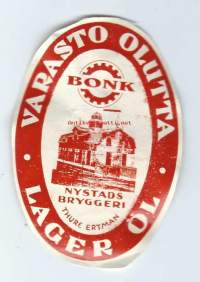 VARASTO OLUTTA
BONK
NYSTADS
BRYGGERI
THURE ERTMAN
LAGER ÖL